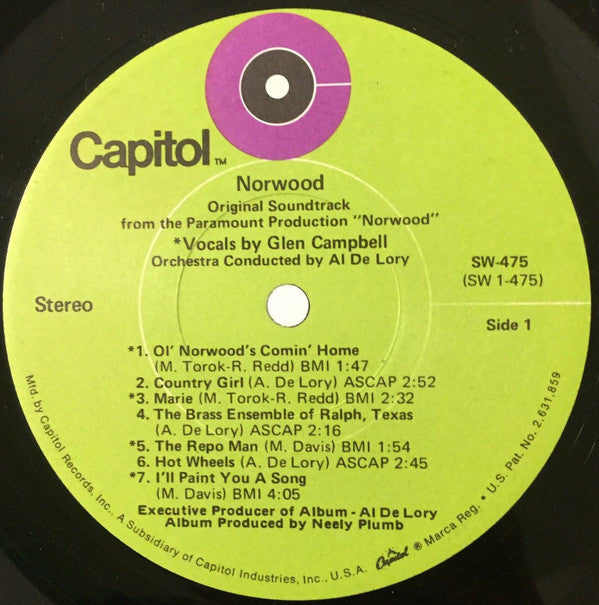 Capitol™
Norwood
Original Soundtrack
from the Paramount Production "Norwood"
*Vocals by Glen Campbell
Orchestra Conducted by Al De Lory
SW-475
(SW 1-475)
Stereo
Side 1
*1. Ol' Norwood's Comin' Home
(M. Torok-R. Redd) BMI 1:47
2. Country Girl (A. De Lory) ASCAP 2:52
*3. Marie (M. Torok-R. Redd) BMI 2:32
4. The Brass Ensemble of Ralph, Texas
(A. De Lory) ASCAP 2:16
*5. The Repo Man (M. Davis) BMI 1:54
6. Hot Wheels (A. De Lory) ASCAP 2:45
*7. I'll Paint You A Song
(M. Davis) BMI 4:05
Executive Producer of Album - Al De Lory
Album Produced by Neely Plumb
Mfd. by Capitol Records, Inc., A Subsidiary of Capitol Industries, Inc., U.S.A. Capitol ® Marca Reg. • U.S. Pat. No. 2.631.859